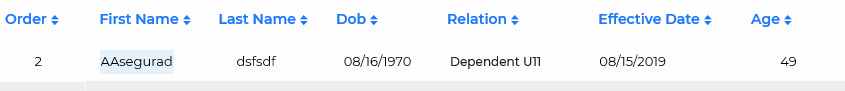 Order First Name Last Name Dob Relation Effective Date Age
2 AAsegurad dsfsdf 08/16/1970 Dependent U11 08/15/2019 49